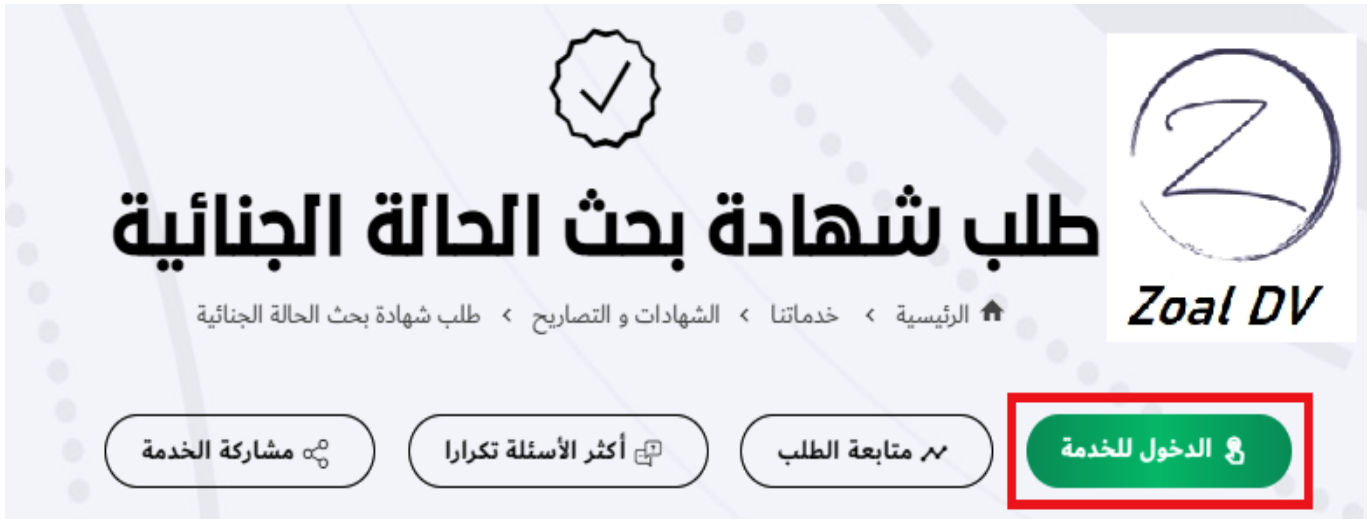 طلب شهادة بحث الحالة الجنائية
Zoal DV
الرئيسية › خدماتنا › الشهادات و التصاريح › طلب شهادة بحث الحالة الجنائية
الدخول للخدمة
متابعة الطلب
أكثر الأسئلة تكرارا
مشاركة الخدمة